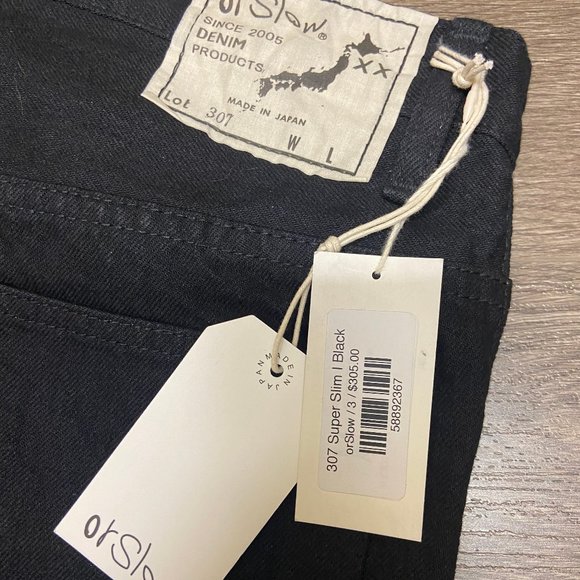 orSlow®
SINCE 2005
DENIM
PRODUCTS
XX
MADE IN JAPAN
Lot 307
W L
MADE IN JAPAN
307 Super Slim I Black
orSlow / 3 / $305.00
58892367
orSlow